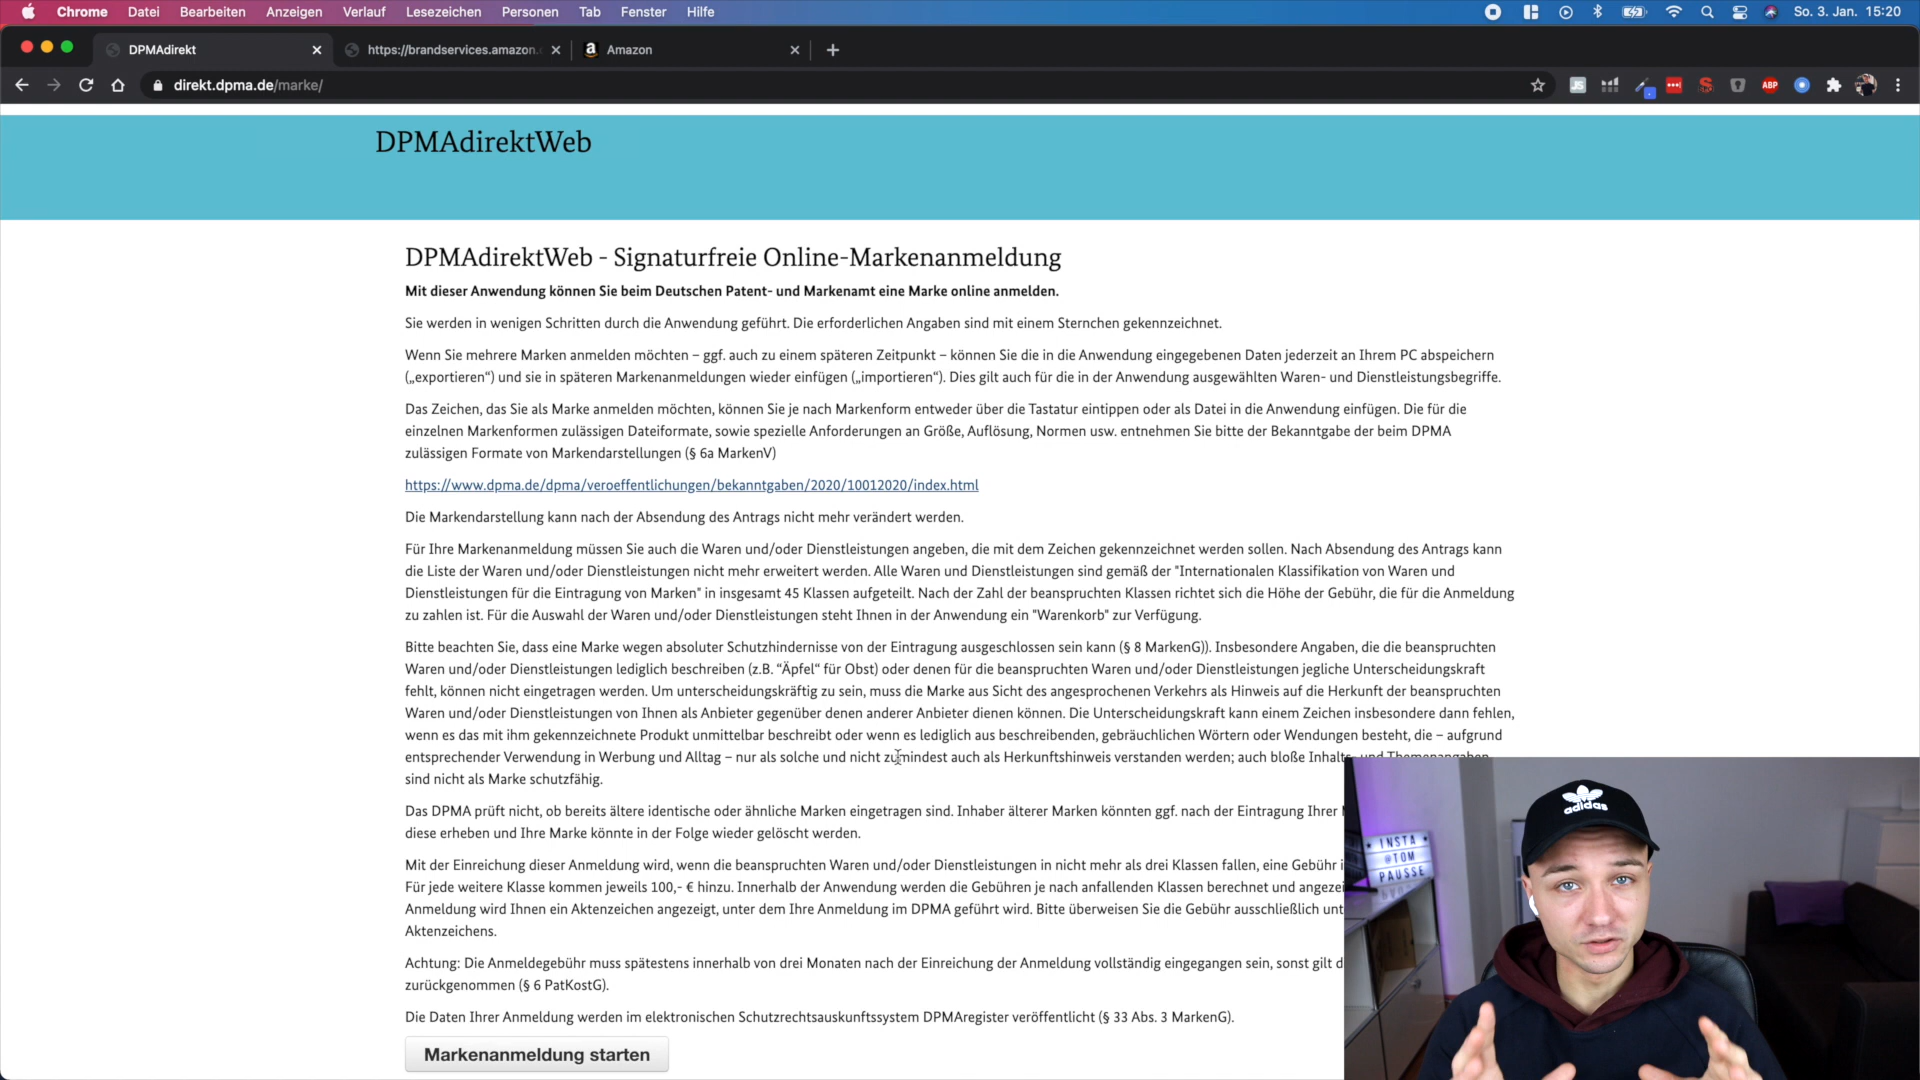 Chrome Datei Bearbeiten Anzeigen Verlauf Lesezeichen Personen Tab Fenster Hilfe So. 3. Jan. 15:20
DPMAdirekt https://brandservices.amazon. Amazon
direkt.dpma.de/marke/
ABP
DPMAdirektWeb
DPMAdirektWeb - Signaturfreie Online-Markenanmeldung
Mit dieser Anwendung können Sie beim Deutschen Patent- und Markenamt eine Marke online anmelden.
Sie werden in wenigen Schritten durch die Anwendung geführt. Die erforderlichen Angaben sind mit einem Sternchen gekennzeichnet.
Wenn Sie mehrere Marken anmelden möchten – ggf. auch zu einem späteren Zeitpunkt – können Sie die in die Anwendung eingegebenen Daten jederzeit an Ihrem PC abspeichern
(„exportieren“) und sie in späteren Markenanmeldungen wieder einfügen („importieren“). Dies gilt auch für die in der Anwendung ausgewählten Waren- und Dienstleistungsbegriffe.
Das Zeichen, das Sie als Marke anmelden möchten, können Sie je nach Markenform entweder über die Tastatur eintippen oder als Datei in die Anwendung einfügen. Die für die
einzelnen Markenformen zulässigen Dateiformate, sowie spezielle Anforderungen an Größe, Auflösung, Normen usw. entnehmen Sie bitte der Bekanntgabe der beim DPMA
zulässigen Formate von Markendarstellungen (§ 6a MarkenV)
https://www.dpma.de/dpma/veroeffentlichungen/bekanntgaben/2020/10012020/index.html
Die Markendarstellung kann nach der Absendung des Antrags nicht mehr verändert werden.
Für Ihre Markenanmeldung müssen Sie auch die Waren und/oder Dienstleistungen angeben, die mit dem Zeichen gekennzeichnet werden sollen. Nach Absendung des Antrags kann
die Liste der Waren und/oder Dienstleistungen nicht mehr erweitert werden. Alle Waren und Dienstleistungen sind gemäß der "Internationalen Klassifikation von Waren und
Dienstleistungen für die Eintragung von Marken" in insgesamt 45 Klassen aufgeteilt. Nach der Zahl der beanspruchten Klassen richtet sich die Höhe der Gebühr, die für die Anmeldung
zu zahlen ist. Für die Auswahl der Waren und/oder Dienstleistungen steht Ihnen in der Anwendung ein "Warenkorb" zur Verfügung.
Bitte beachten Sie, dass eine Marke wegen absoluter Schutzhindernisse von der Eintragung ausgeschlossen sein kann (§ 8 MarkenG)). Insbesondere Angaben, die die beanspruchten
Waren und/oder Dienstleistungen lediglich beschreiben (z.B. “Äpfel“ für Obst) oder denen für die beanspruchten Waren und/oder Dienstleistungen jegliche Unterscheidungskraft
fehlt, können nicht eingetragen werden. Um unterscheidungskräftig zu sein, muss die Marke aus Sicht des angesprochenen Verkehrs als Hinweis auf die Herkunft der beanspruchten
Waren und/oder Dienstleistungen von Ihnen als Anbieter gegenüber denen anderer Anbieter dienen können. Die Unterscheidungskraft kann einem Zeichen insbesondere dann fehlen,
wenn es das mit ihm gekennzeichnete Produkt unmittelbar beschreibt oder wenn es lediglich aus beschreibenden, gebräuchlichen Wörtern oder Wendungen besteht, die – aufgrund
entsprechender Verwendung in Werbung und Alltag – nur als solche und nicht zumindest auch als Herkunftshinweis verstanden werden; auch bloße Inhalts- und Themenangaben
sind nicht als Marke schutzfähig.
Das DPMA prüft nicht, ob bereits ältere identische oder ähnliche Marken eingetragen sind. Inhaber älterer Marken könnten ggf. nach der Eintragung Ihrer
diese erheben und Ihre Marke könnte in der Folge wieder gelöscht werden.
Mit der Einreichung dieser Anmeldung wird, wenn die beanspruchten Waren und/oder Dienstleistungen in nicht mehr als drei Klassen fallen, eine Gebühr
Für jede weitere Klasse kommen jeweils 100,- € hinzu. Innerhalb der Anwendung werden die Gebühren je nach anfallenden Klassen berechnet und angezei
Anmeldung wird Ihnen ein Aktenzeichen angezeigt, unter dem Ihre Anmeldung im DPMA geführt wird. Bitte überweisen Sie die Gebühr ausschließlich unt
Aktenzeichens.
Achtung: Die Anmeldegebühr muss spätestens innerhalb von drei Monaten nach der Einreichung der Anmeldung vollständig eingegangen sein, sonst gilt d
zurückgenommen (§ 6 PatKostG).
Die Daten Ihrer Anmeldung werden im elektronischen Schutzrechtsauskunftssystem DPMAregister veröffentlicht (§ 33 Abs. 3 MarkenG).
Markenanmeldung starten
INSTA
@TOM
PAUSSE
adidas